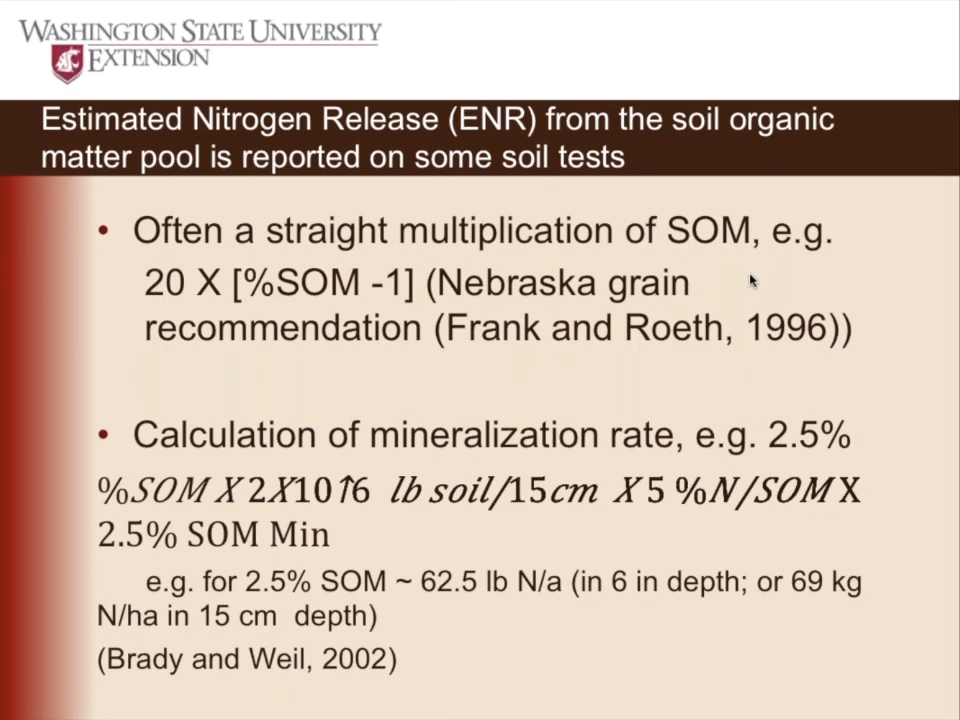 WASHINGTON STATE UNIVERSITY
EXTENSION
Estimated Nitrogen Release (ENR) from the soil organic
matter pool is reported on some soil tests
• Often a straight multiplication of SOM, e.g.
20 X [%SOM -1] (Nebraska grain
recommendation (Frank and Roeth, 1996))
• Calculation of mineralization rate, e.g. 2.5%
%SOM X 2X10↑6 lb soil/15cm X 5 %N/SOM X
2.5% SOM Min
e.g. for 2.5% SOM ~ 62.5 lb N/a (in 6 in depth; or 69 kg
N/ha in 15 cm depth)
(Brady and Weil, 2002)